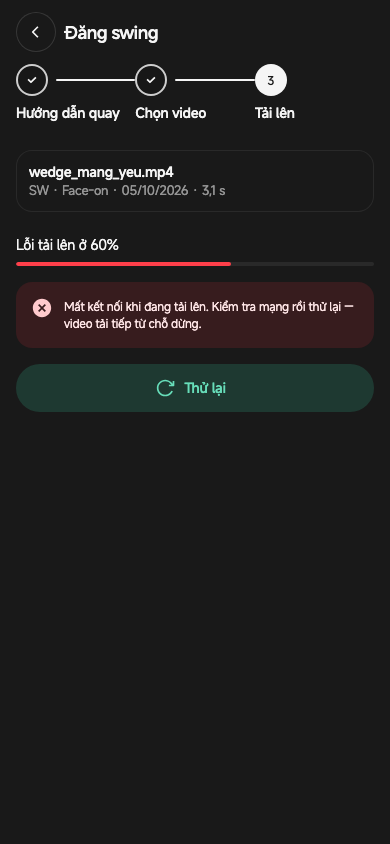 Đăng swing
3
Hướng dẫn quay
Chọn video
Tải lên
wedge_mang_yeu.mp4
SW · Face-on · 05/10/2026 · 3,1 s
Lỗi tải lên ở 60%
Mất kết nối khi đang tải lên. Kiểm tra mạng rồi thử lại —
video tải tiếp từ chỗ dừng.
Thử lại